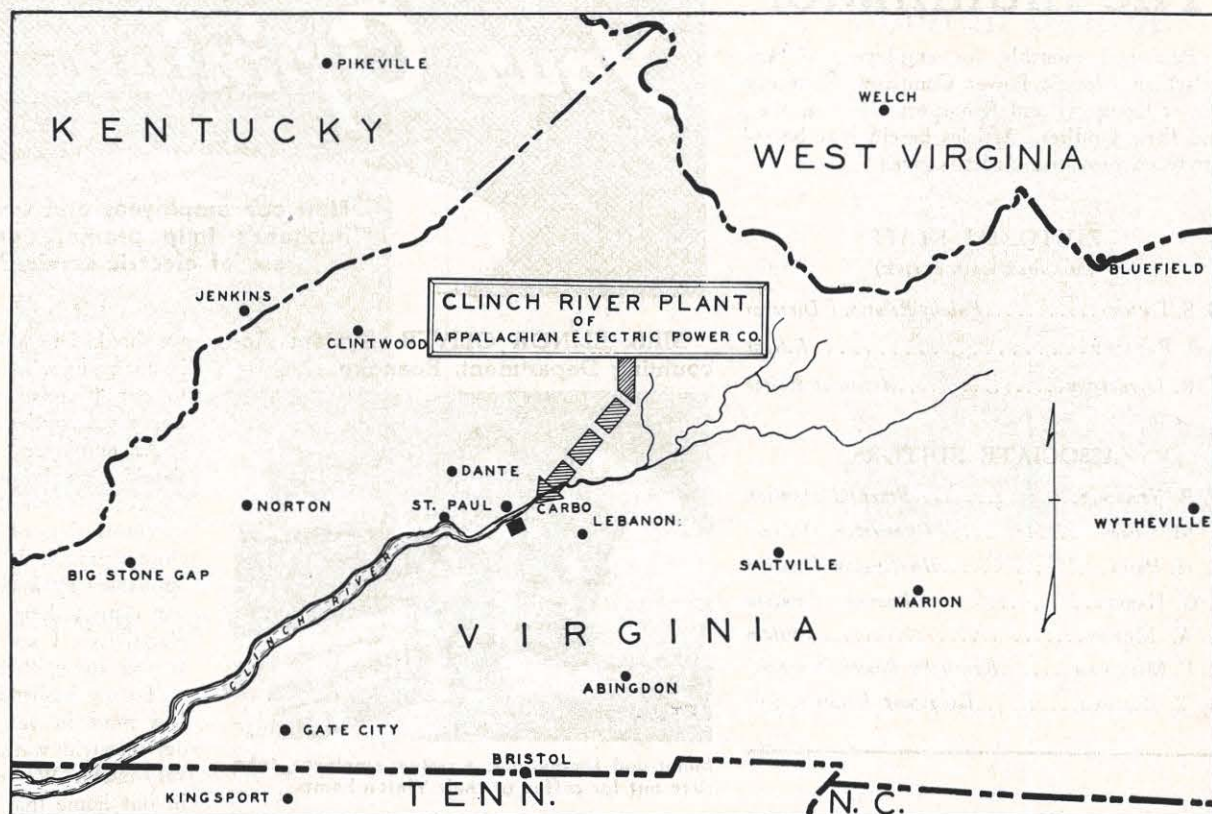 PIKEVILLE
KENTUCKY
WELCH
WEST VIRGINIA
BLUEFIELD
JENKINS
CLINTWOOD
CLINCH RIVER PLANT
OF
APPALACHIAN ELECTRIC POWER CO.
DANTE
NORTON
ST. PAUL
CARBO
LEBANON
WYTHEVILLE
BIG STONE GAP
SALTVILLE
MARION
CLINCH RIVER
VIRGINIA
ABINGDON
GATE CITY
BRISTOL
KINGSPORT
TENN.
N.C.